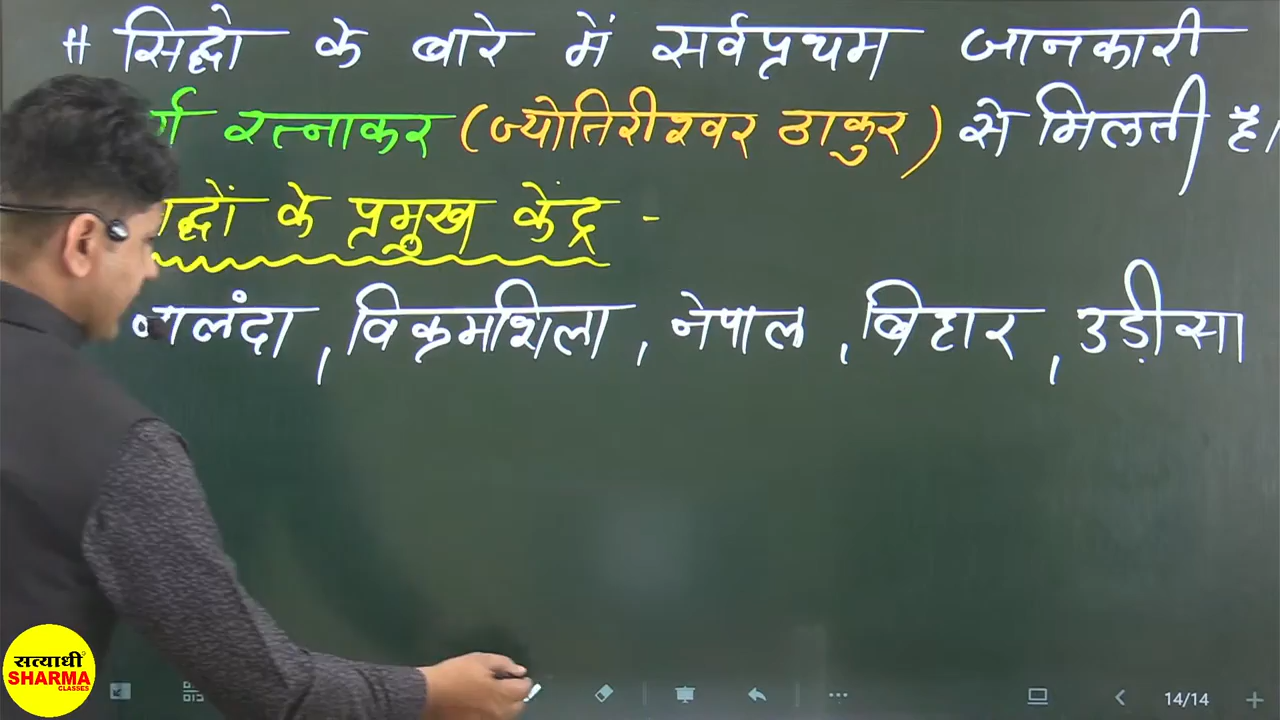 # सिद्धो के बारे में सर्वप्रथम जानकारी
रत्नाकर (ज्योतिरीश्वर ठाकुर) से मिलती है।
के प्रमुख केंद्र -
नालंदा, विक्रमशिला, नेपाल, बिहार, उड़ीसा
सत्यार्थी
SHARMA
CLASSES
14/14